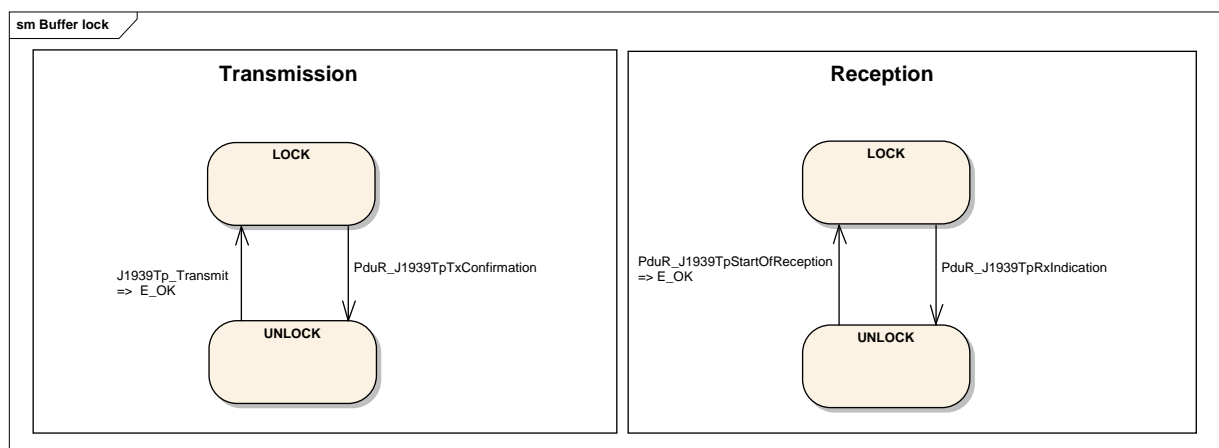 sm Buffer lock
Transmission
LOCK
J1939Tp_Transmit
=>  E_OK
PduR_J1939TpTxConfirmation
UNLOCK
Reception
LOCK
PduR_J1939TpStartOfReception
=> E_OK
PduR_J1939TpRxIndication
UNLOCK